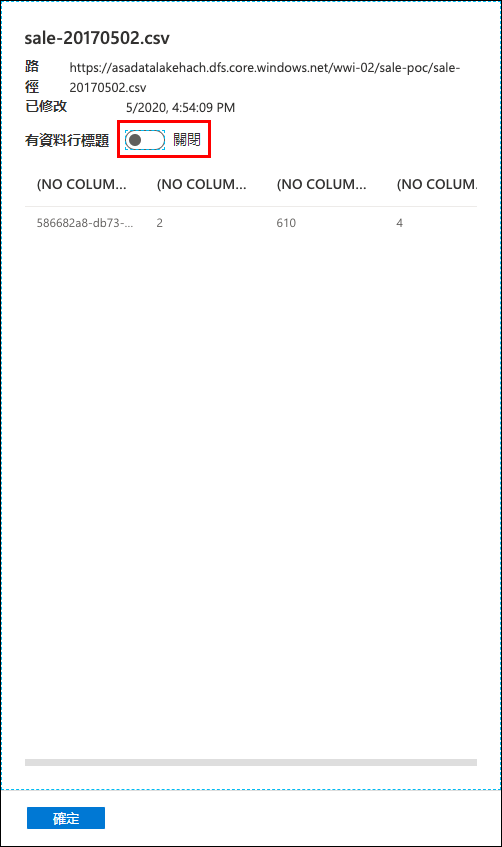 sale-20170502.csv
路徑 https://asadatalakehach.dfs.core.windows.net/wwi-02/sale-poc/sale-
20170502.csv
已修改 5/2020, 4:54:09 PM
有資料行標題 關閉
(NO COLUM... (NO COLUM... (NO COLUM... (NO COLUM.
586682a8-db73-... 2 610 4
確定